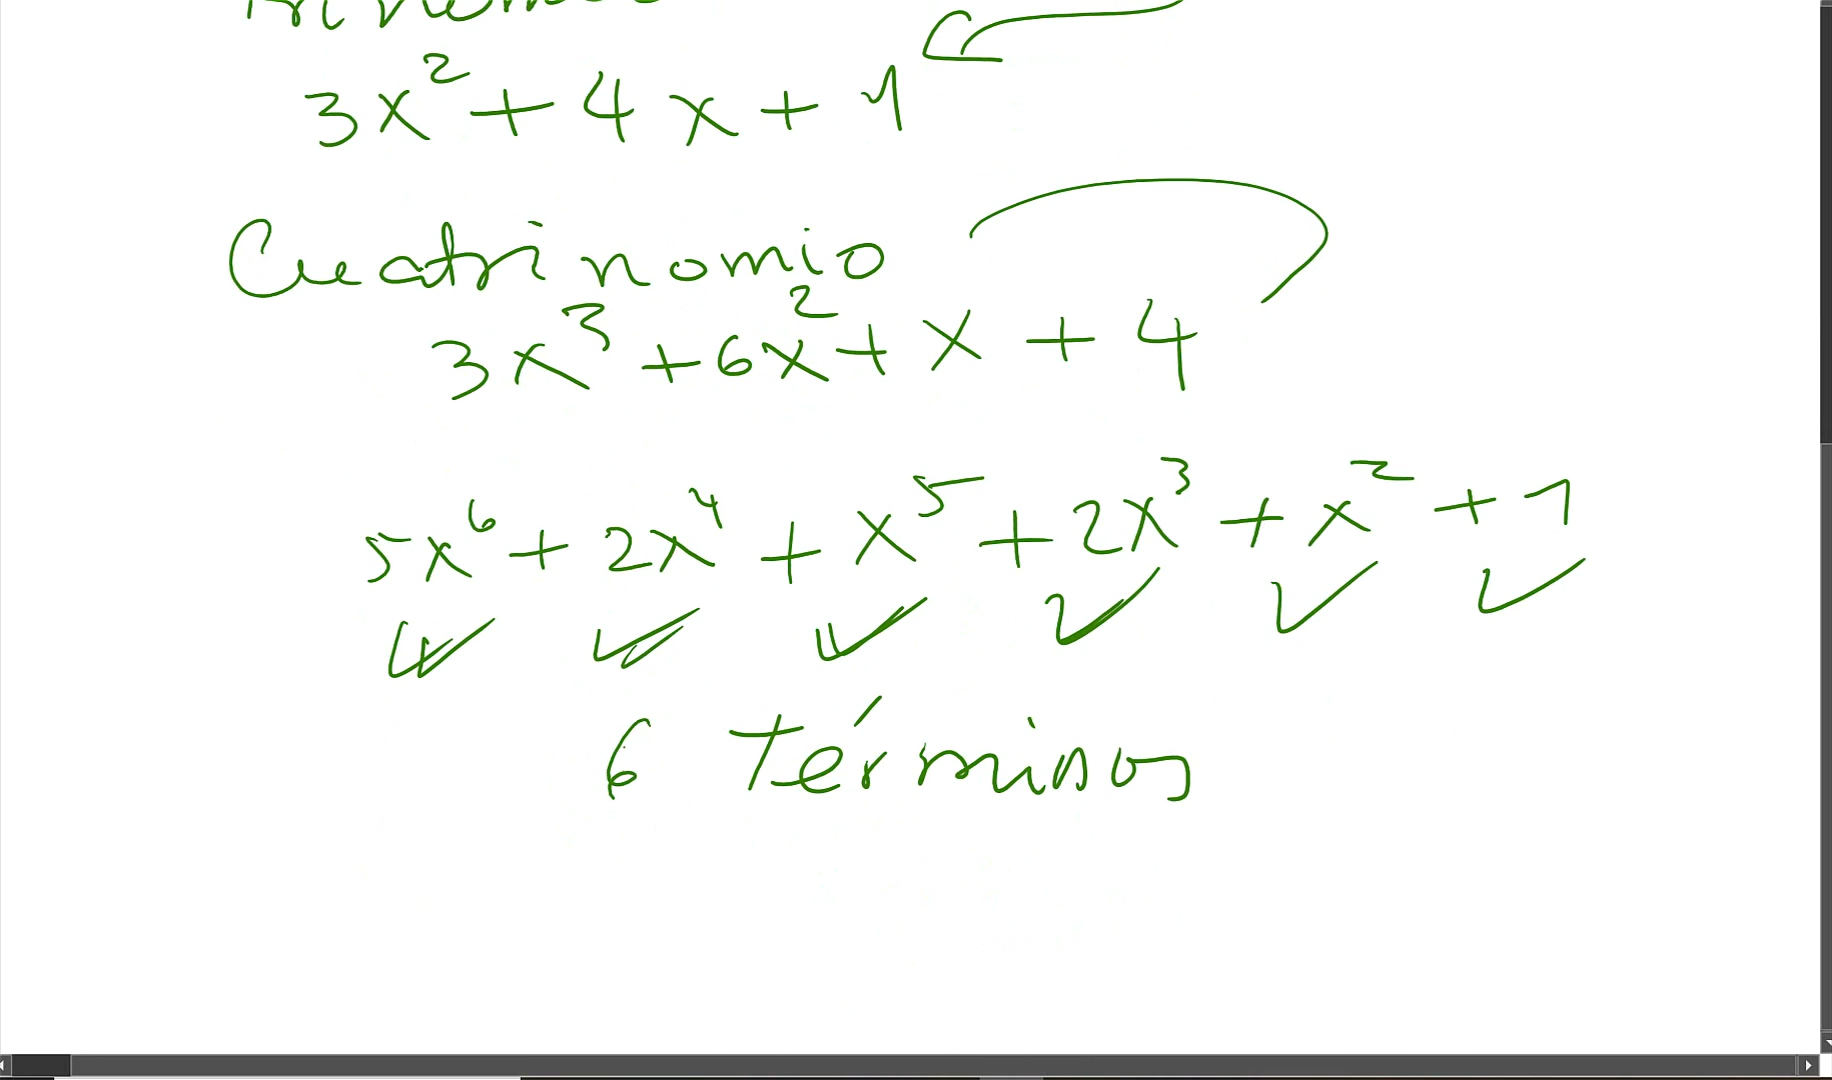 3x² + 4x + 1
Cuatrinomio
3x³ + 6x² + x + 4
5x⁶ + 2x⁴ + x⁵ + 2x³ + x² + 1
6 términos